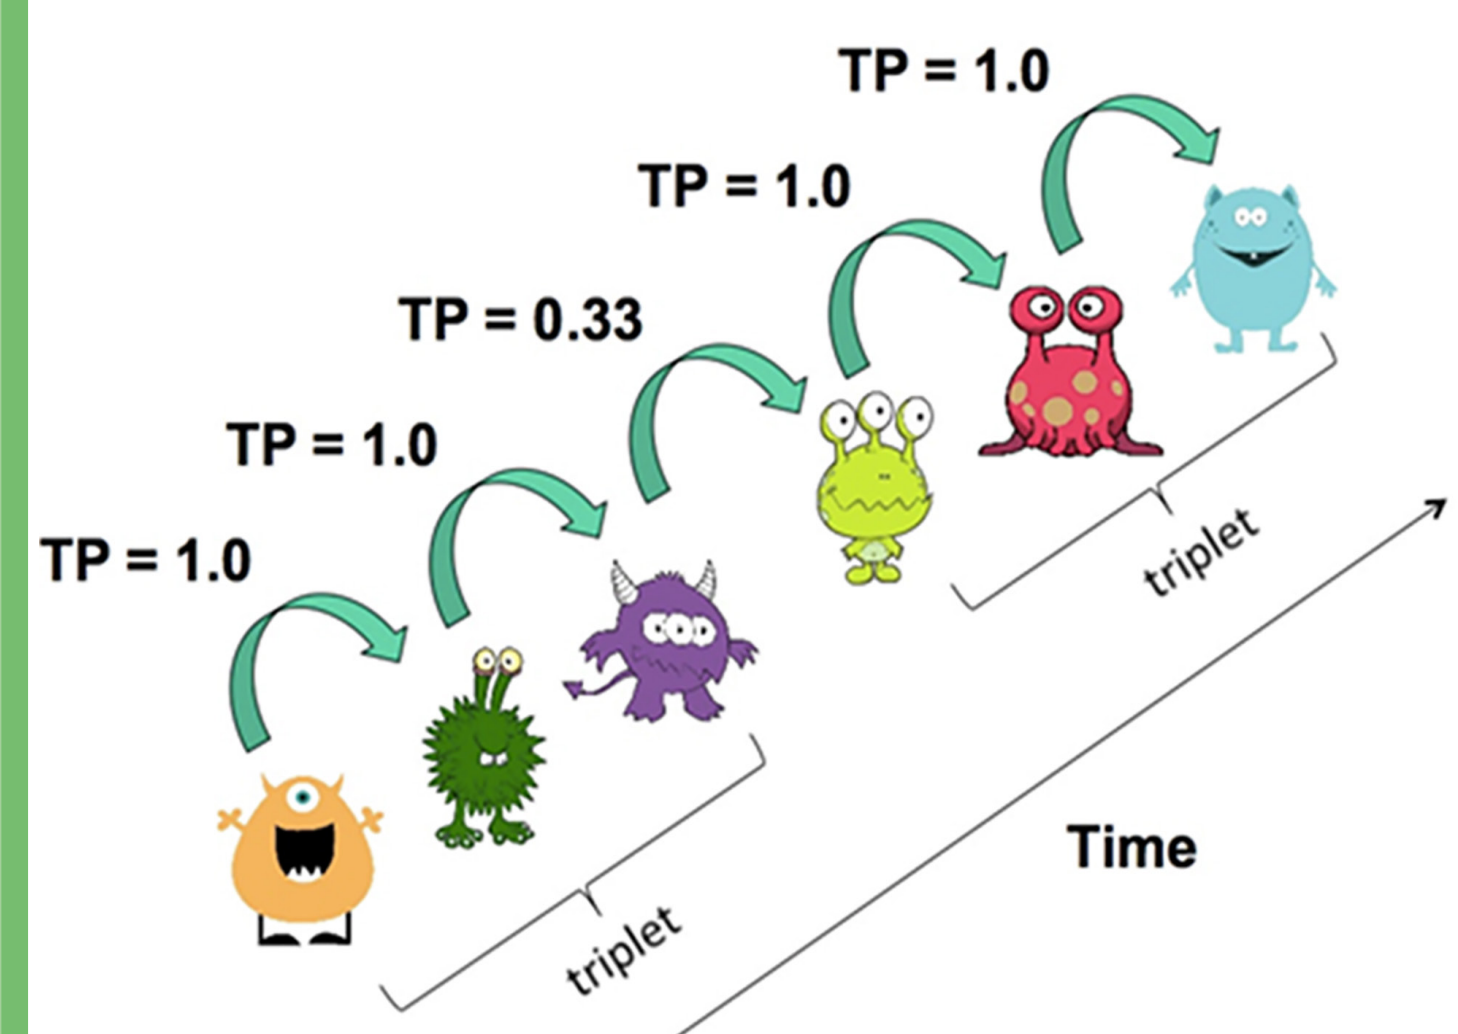 TP = 1.0
TP = 1.0
TP = 0.33
TP = 1.0
TP = 1.0
triplet
triplet
Time